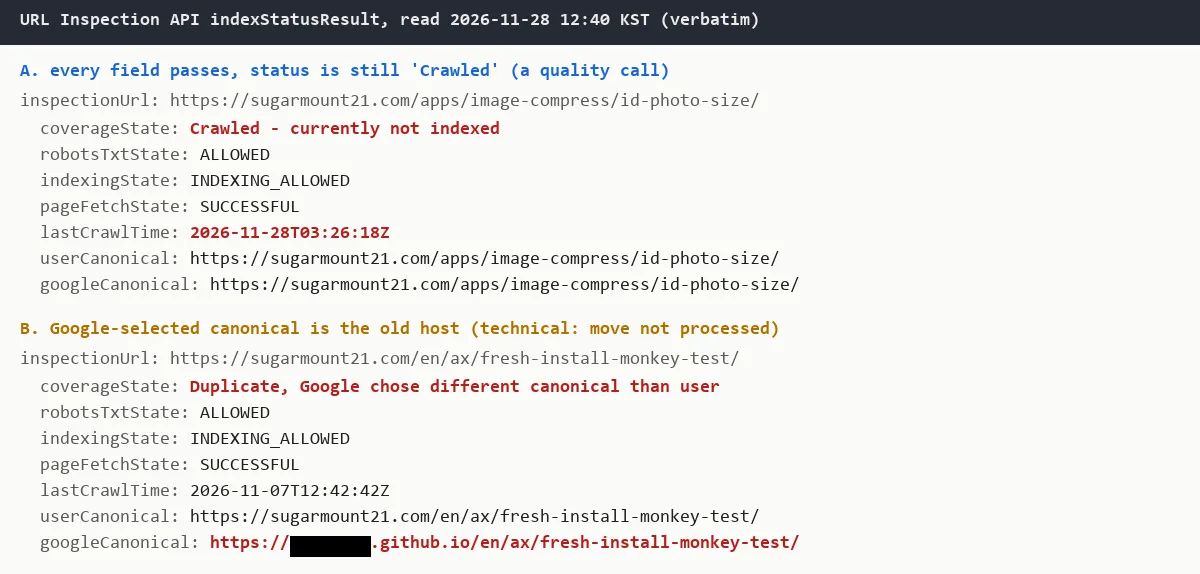 URL Inspection API indexStatusResult, read 2026-11-28 12:40 KST (verbatim)
A. every field passes, status is still 'Crawled' (a quality call)
inspectionUrl: https://sugarmount21.com/apps/image-compress/id-photo-size/
coverageState: Crawled - currently not indexed
robotsTxtState: ALLOWED
indexingState: INDEXING_ALLOWED
pageFetchState: SUCCESSFUL
lastCrawlTime: 2026-11-28T03:26:18Z
userCanonical: https://sugarmount21.com/apps/image-compress/id-photo-size/
googleCanonical: https://sugarmount21.com/apps/image-compress/id-photo-size/
B. Google-selected canonical is the old host (technical: move not processed)
inspectionUrl: https://sugarmount21.com/en/ax/fresh-install-monkey-test/
coverageState: Duplicate, Google chose different canonical than user
robotsTxtState: ALLOWED
indexingState: INDEXING_ALLOWED
pageFetchState: SUCCESSFUL
lastCrawlTime: 2026-11-07T12:42:42Z
userCanonical: https://sugarmount21.com/en/ax/fresh-install-monkey-test/
googleCanonical: https://.github.io/en/ax/fresh-install-monkey-test/